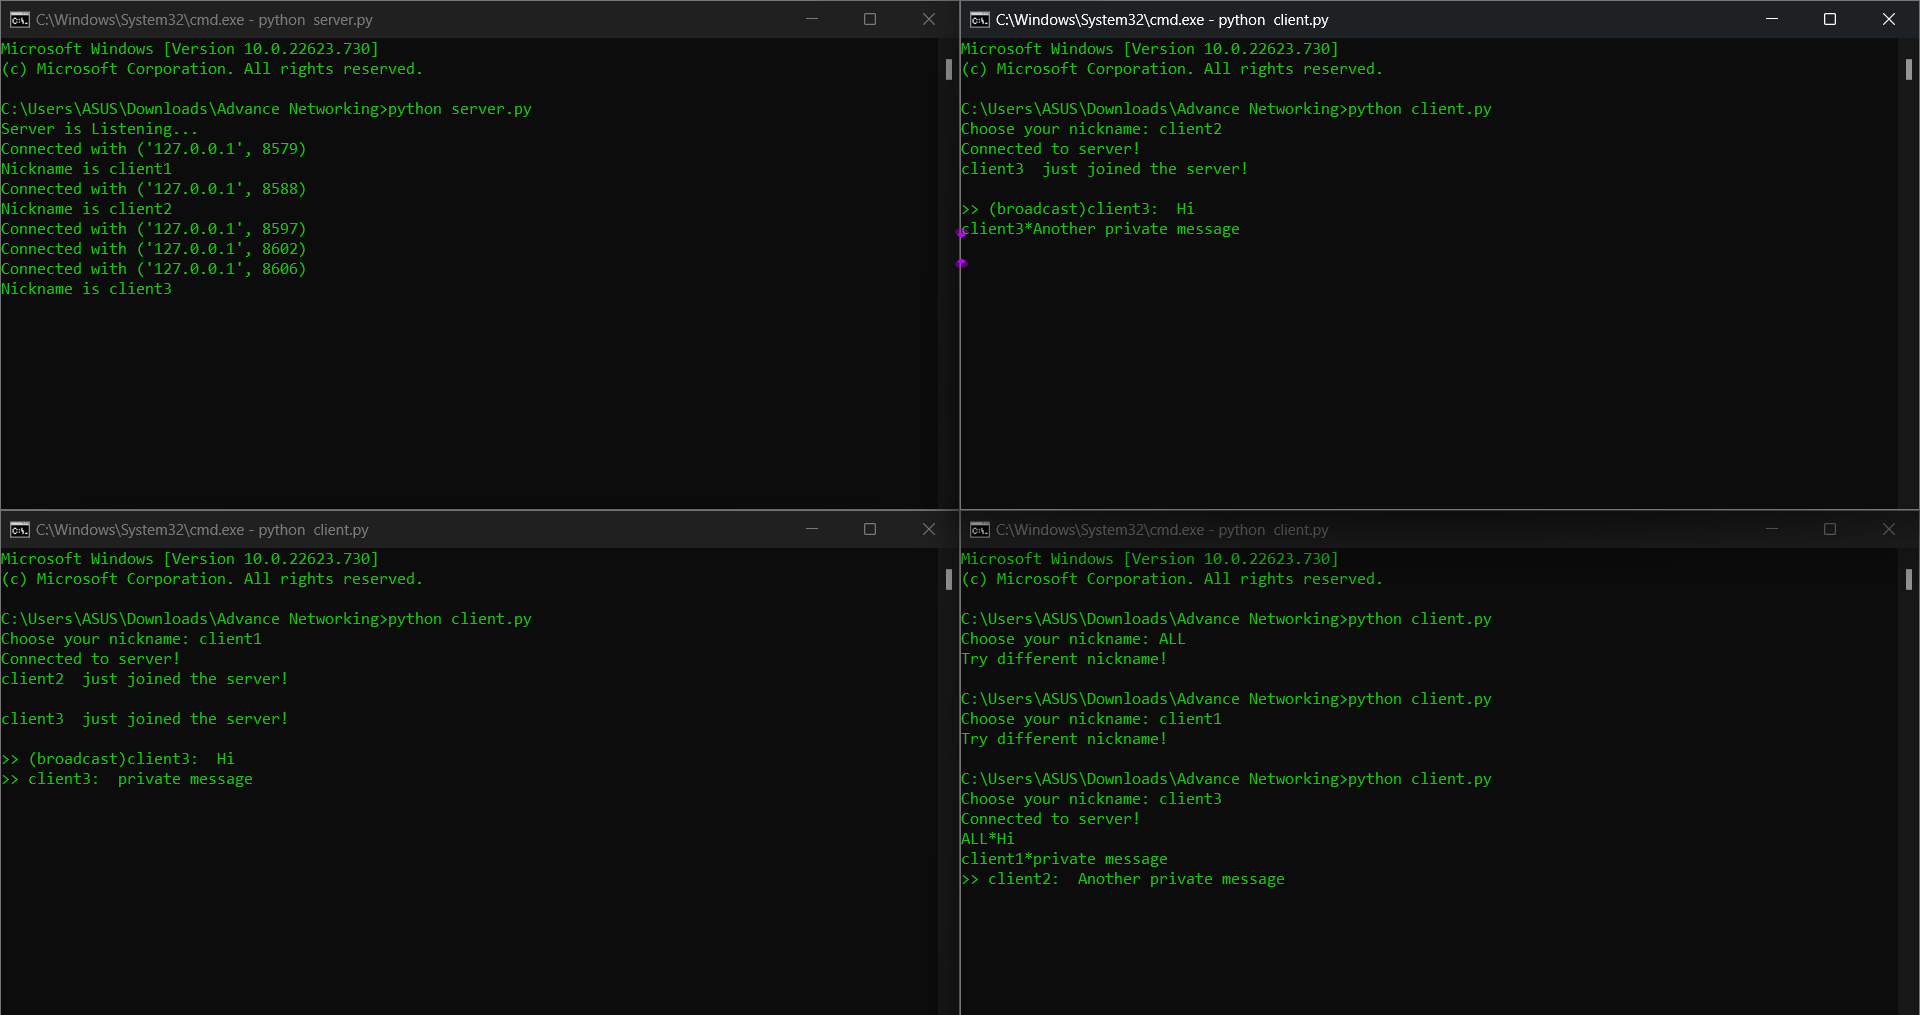 C:\Windows\System32\cmd.exe - python  server.py
Microsoft Windows [Version 10.0.22623.730]
(c) Microsoft Corporation. All rights reserved.
C:\Users\ASUS\Downloads\Advance Networking>python server.py
Server is Listening...
Connected with ('127.0.0.1', 8579)
Nickname is client1
Connected with ('127.0.0.1', 8588)
Nickname is client2
Connected with ('127.0.0.1', 8597)
Connected with ('127.0.0.1', 8602)
Connected with ('127.0.0.1', 8606)
Nickname is client3
C:\Windows\System32\cmd.exe - python  client.py
Microsoft Windows [Version 10.0.22623.730]
(c) Microsoft Corporation. All rights reserved.
C:\Users\ASUS\Downloads\Advance Networking>python client.py
Choose your nickname: client2
Connected to server!
client3  just joined the server!
>> (broadcast)client3:  Hi
client3*Another private message
C:\Windows\System32\cmd.exe - python  client.py
Microsoft Windows [Version 10.0.22623.730]
(c) Microsoft Corporation. All rights reserved.
C:\Users\ASUS\Downloads\Advance Networking>python client.py
Choose your nickname: client1
Connected to server!
client2  just joined the server!
client3  just joined the server!
>> (broadcast)client3:  Hi
>> client3:  private message
C:\Windows\System32\cmd.exe - python  client.py
Microsoft Windows [Version 10.0.22623.730]
(c) Microsoft Corporation. All rights reserved.
C:\Users\ASUS\Downloads\Advance Networking>python client.py
Choose your nickname: ALL
Try different nickname!
C:\Users\ASUS\Downloads\Advance Networking>python client.py
Choose your nickname: client1
Try different nickname!
C:\Users\ASUS\Downloads\Advance Networking>python client.py
Choose your nickname: client3
Connected to server!
ALL*Hi
client1*private message
>> client2:  Another private message